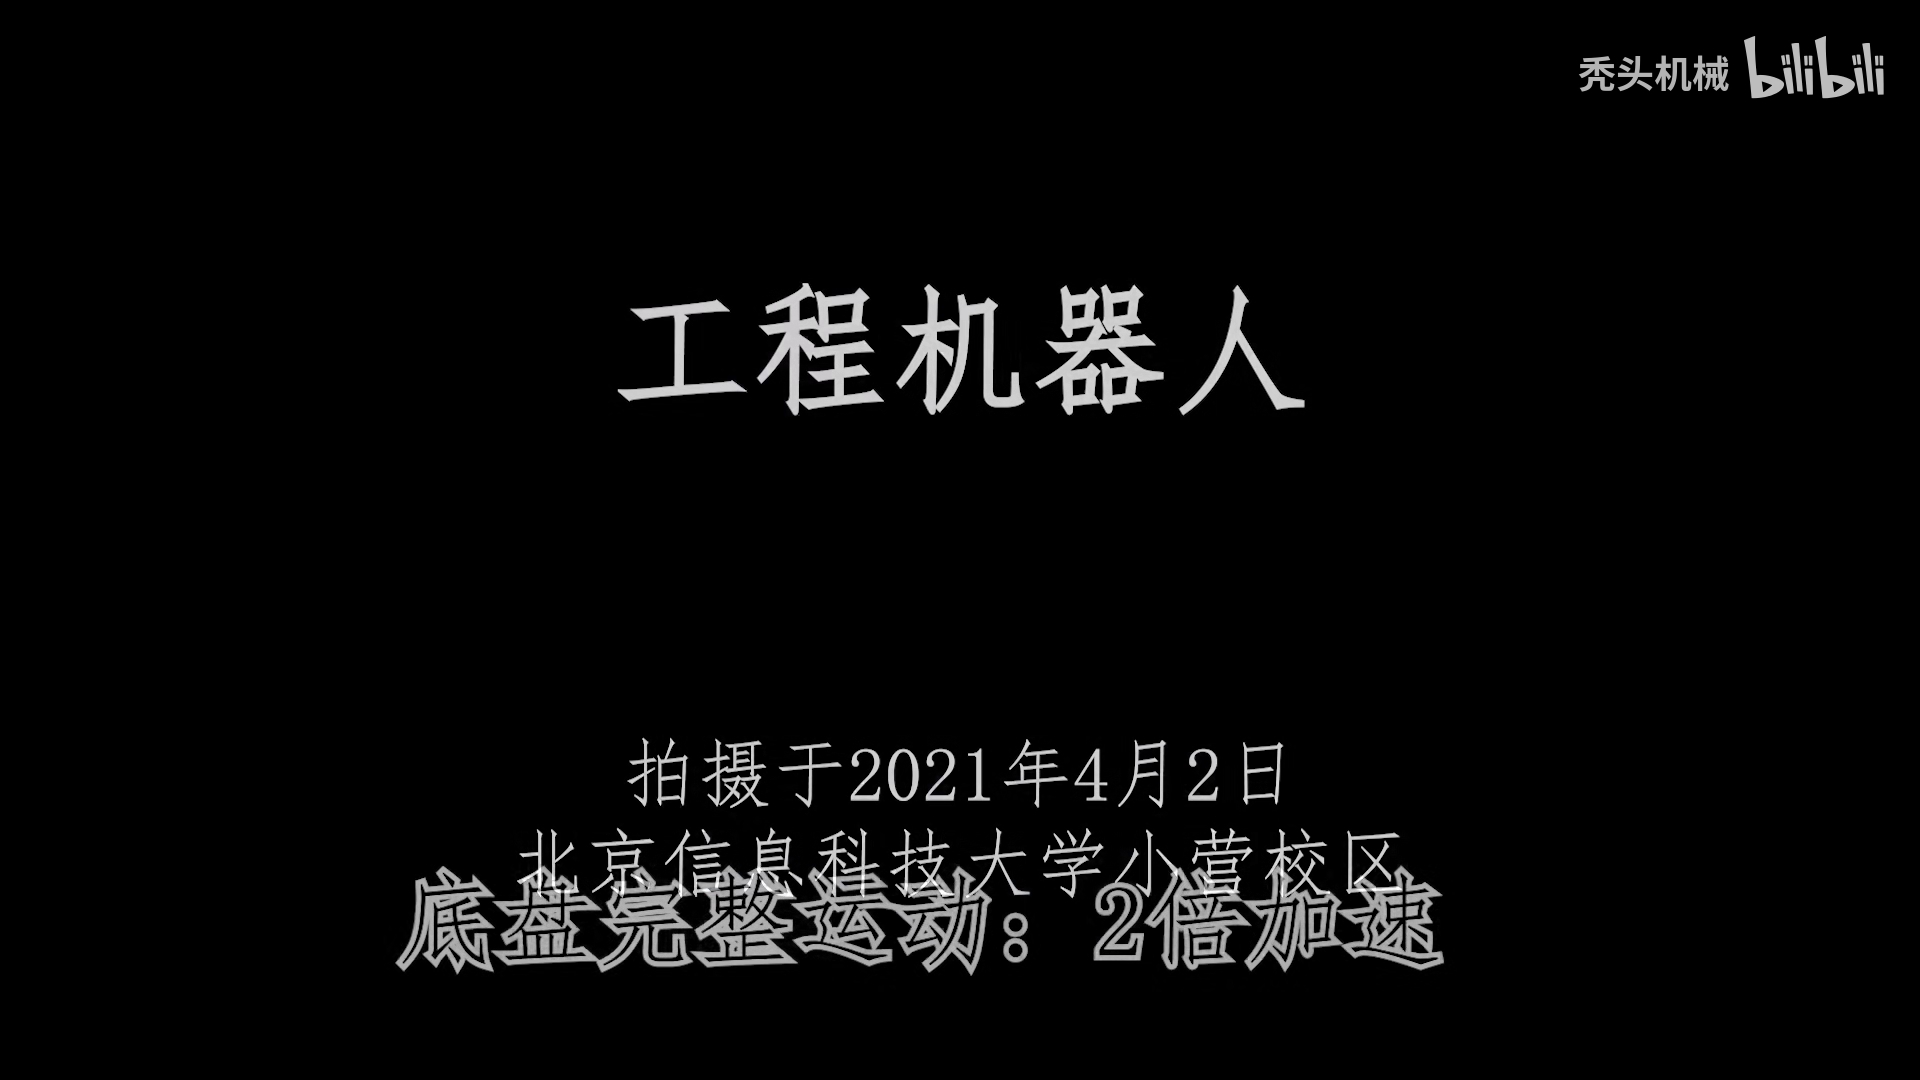 秃头机械 bilibili
工程机器人
拍摄于2021年4月2日
北京信息科技大学小营校区
底盘完整运动：2倍加速